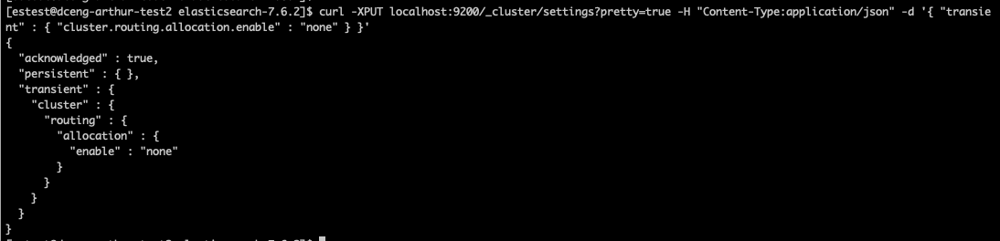 [estest@dceng-arthur-test2 elasticsearch-7.6.2]$ curl -XPUT localhost:9200/_cluster/settings?pretty=true -H "Content-Type:application/json" -d '{ "transie
nt" : { "cluster.routing.allocation.enable" : "none" } }'
{
  "acknowledged" : true,
  "persistent" : { },
  "transient" : {
    "cluster" : {
      "routing" : {
        "allocation" : {
          "enable" : "none"
        }
      }
    }
  }
}